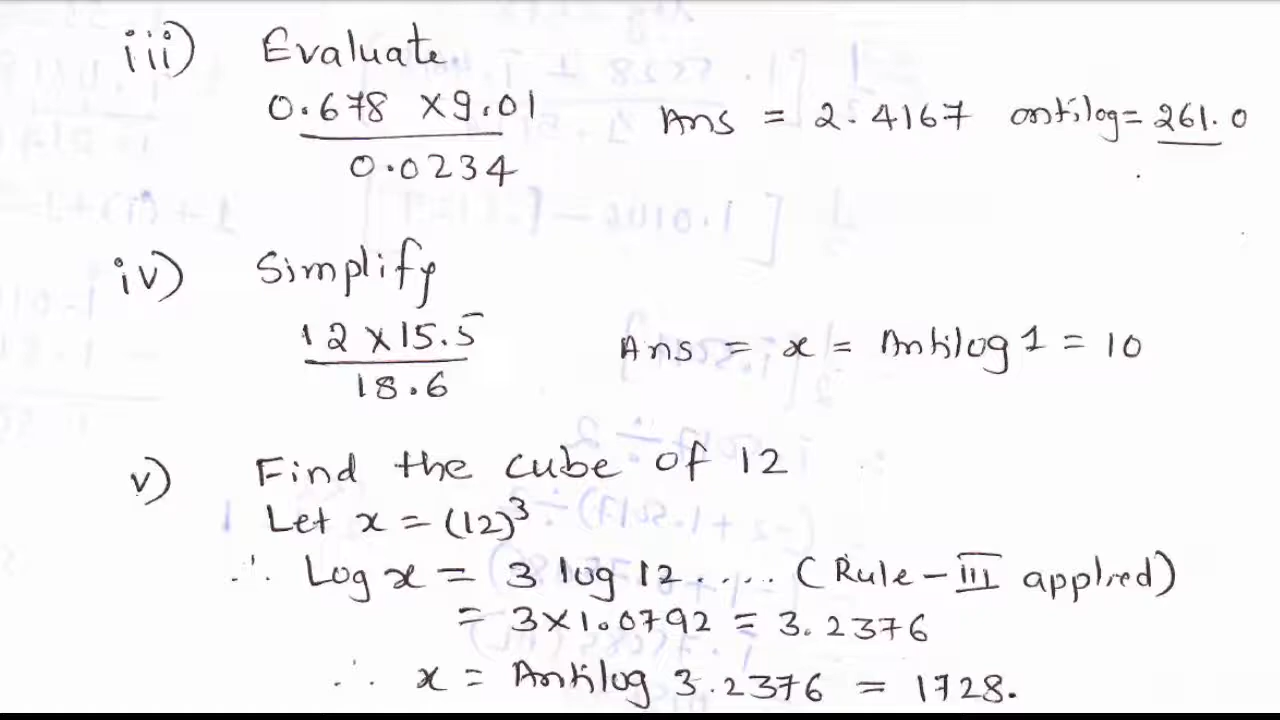 iii) Evaluate
0.678 × 9.01
0.0234
Ans = 2.4167 antilog = 261.0
iv) Simplify
12 × 15.5
18.6
Ans = x = Antilog 1 = 10
v) Find the cube of 12
Let x = (12)³
∴ Log x = 3 log 12 .... (Rule - III applied)
= 3 × 1.0792 = 3.2376
∴ x = Antilog 3.2376 = 1728.